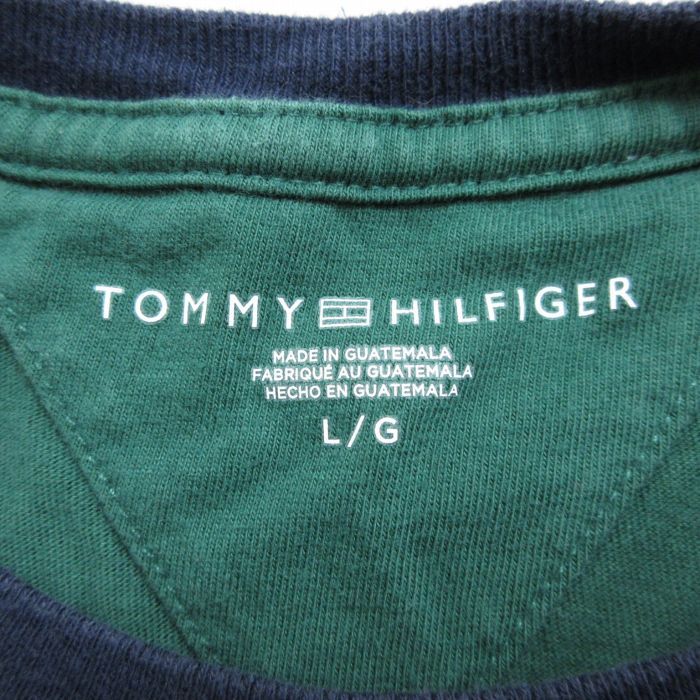 TOMMY HILFIGER
MADE IN GUATEMALA
FABRIQUÉ AU GUATEMALA
HECHO EN GUATEMALA
L/G